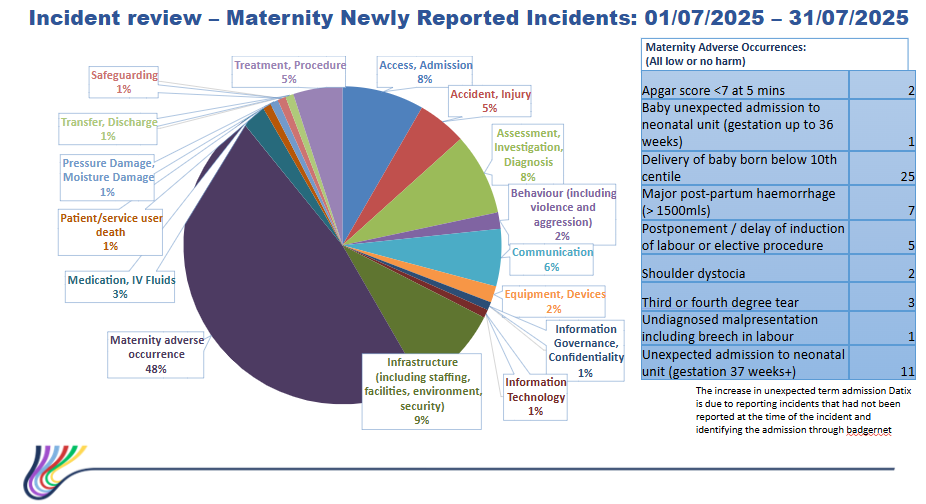 Incident review – Maternity Newly Reported Incidents: 01/07/2025 – 31/07/2025
Treatment, Procedure
5%
Access, Admission
8%
Accident, Injury
5%
Assessment,
Investigation,
Diagnosis
8%
Behaviour (including
violence and
aggression)
2%
Communication
6%
Equipment, Devices
2%
Information
Governance,
Confidentiality
1%
Information
Technology
1%
Infrastructure
(including staffing,
facilities, environment,
security)
9%
Maternity adverse
occurrence
48%
Medication, IV Fluids
3%
Patient/service user
death
1%
Pressure Damage,
Moisture Damage
1%
Transfer, Discharge
1%
Safeguarding
1%
Maternity Adverse Occurrences:
(All low or no harm)
Apgar score <7 at 5 mins 2
Baby unexpected admission to
neonatal unit (gestation up to 36
weeks) 1
Delivery of baby born below 10th
centile 25
Major post-partum haemorrhage
(> 1500mls) 7
Postponement / delay of induction
of labour or elective procedure 5
Shoulder dystocia 2
Third or fourth degree tear 3
Undiagnosed malpresentation
including breech in labour 1
Unexpected admission to neonatal
unit (gestation 37 weeks+) 11
The increase in unexpected term admission Datix
is due to reporting incidents that had not been
reported at the time of the incident and
identifying the admission through badgernet